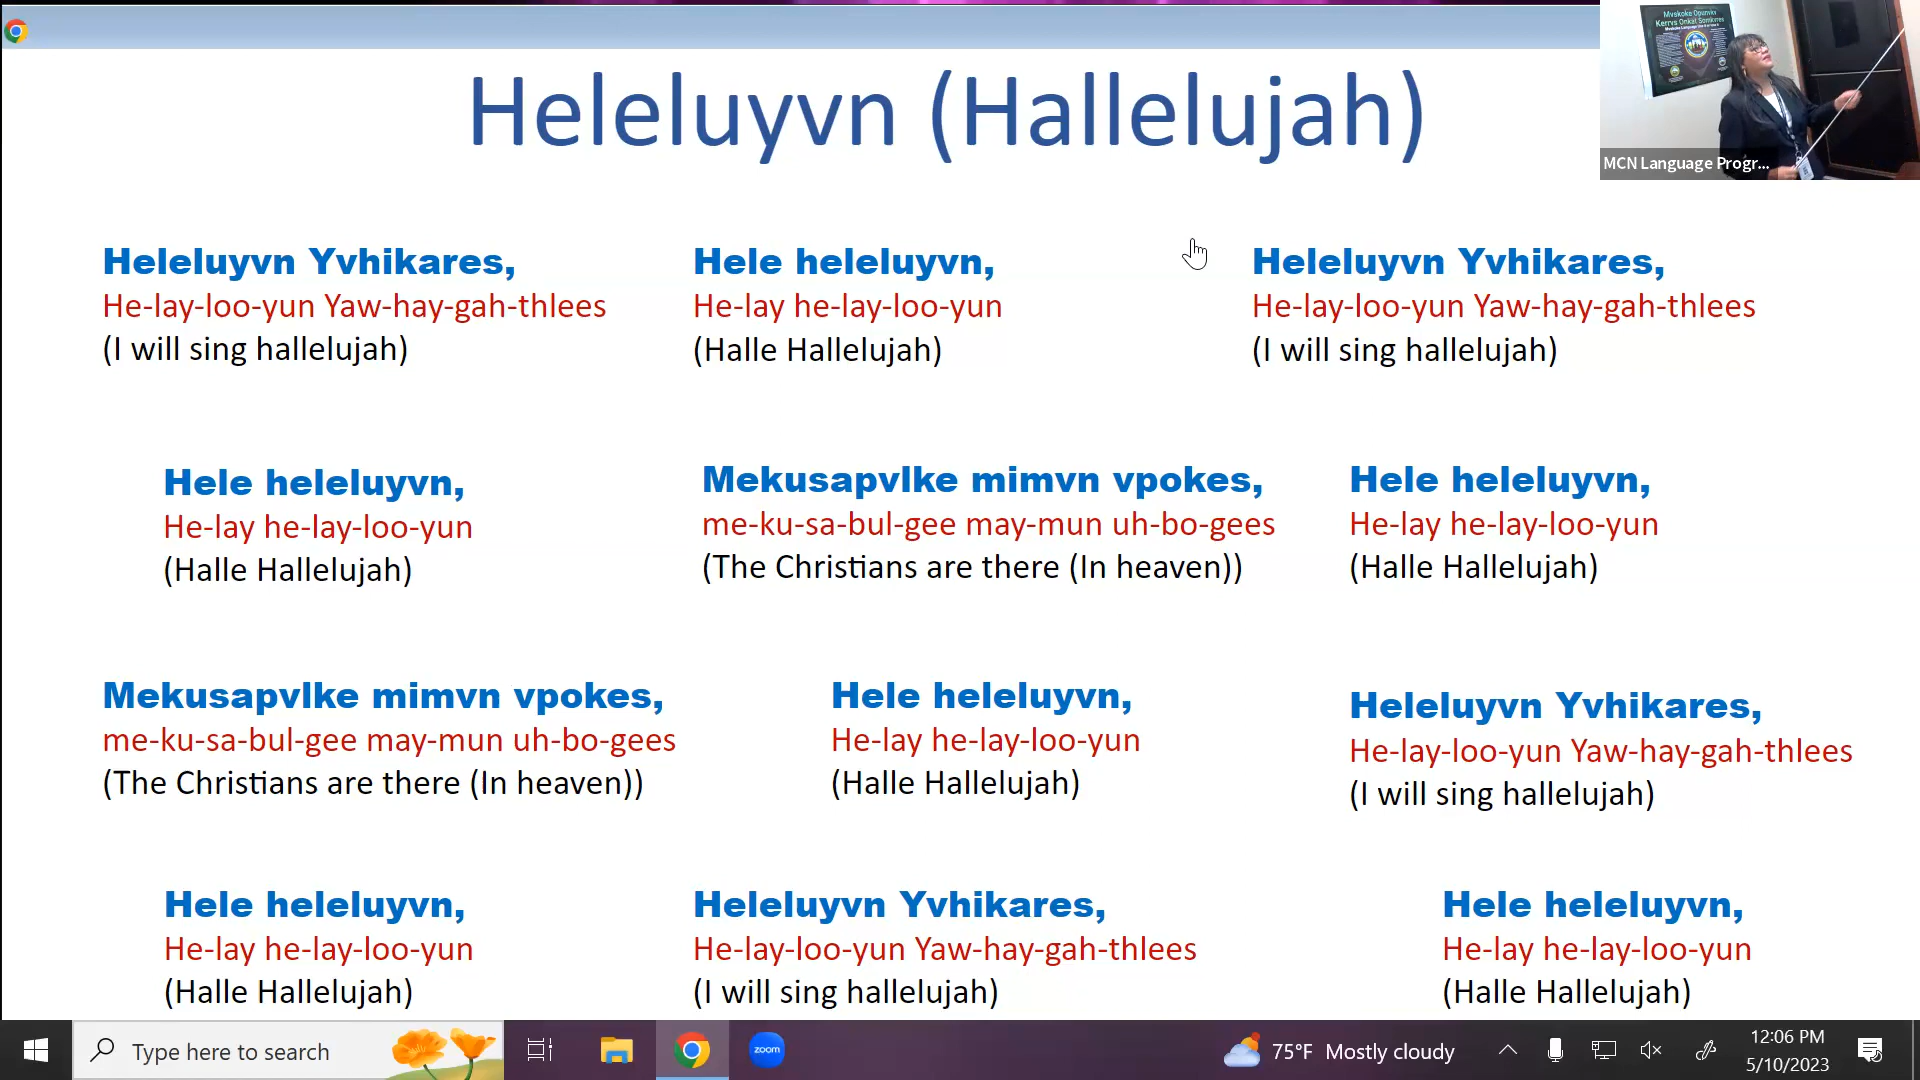 Heleluyvn (Hallelujah)
Mvskoke Opunvkv
Kerrvs Onkat Somkvres
MCN Language Progr...
Heleluyvn Yvhikares,
He-lay-loo-yun Yaw-hay-gah-thlees
(I will sing hallelujah)
Hele heleluyvn,
He-lay he-lay-loo-yun
(Halle Hallelujah)
Heleluyvn Yvhikares,
He-lay-loo-yun Yaw-hay-gah-thlees
(I will sing hallelujah)
Hele heleluyvn,
He-lay he-lay-loo-yun
(Halle Hallelujah)
Mekusapvlke mimvn vpokes,
me-ku-sa-bul-gee may-mun uh-bo-gees
(The Christians are there (In heaven))
Hele heleluyvn,
He-lay he-lay-loo-yun
(Halle Hallelujah)
Mekusapvlke mimvn vpokes,
me-ku-sa-bul-gee may-mun uh-bo-gees
(The Christians are there (In heaven))
Hele heleluyvn,
He-lay he-lay-loo-yun
(Halle Hallelujah)
Heleluyvn Yvhikares,
He-lay-loo-yun Yaw-hay-gah-thlees
(I will sing hallelujah)
Hele heleluyvn,
He-lay he-lay-loo-yun
(Halle Hallelujah)
Heleluyvn Yvhikares,
He-lay-loo-yun Yaw-hay-gah-thlees
(I will sing hallelujah)
Hele heleluyvn,
He-lay he-lay-loo-yun
(Halle Hallelujah)
Type here to search
zoom
75°F Mostly cloudy
12:06 PM
5/10/2023